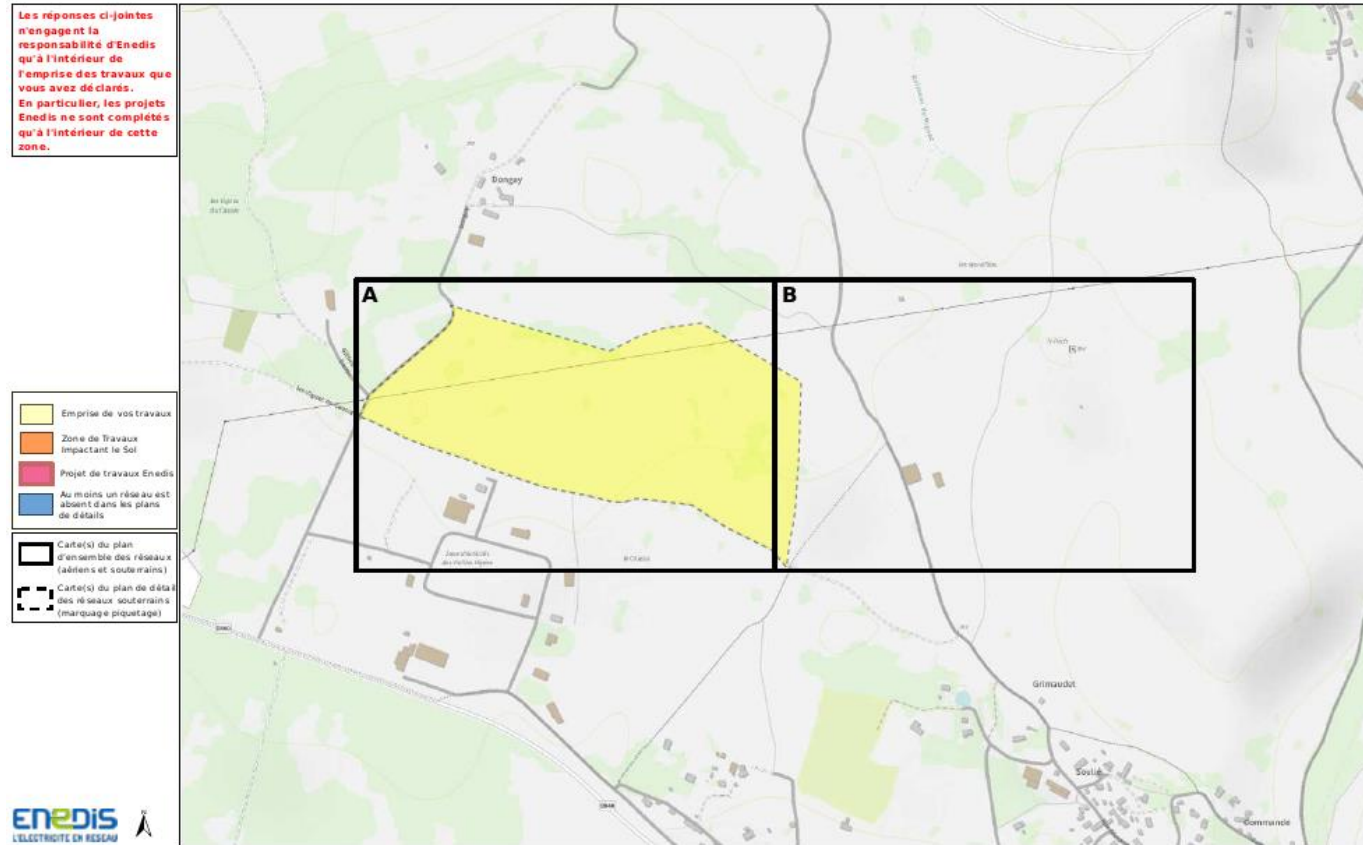 Les réponses ci-jointes
n'engagent la
responsabilité d'Enedis
qu'à l'intérieur de
l'emprise des travaux que
vous avez déclarés.
En particulier, les projets
Enedis ne sont complétés
qu'à l'intérieur de cette
zone.
Emprise de vos travaux
Zone de Travaux
Impactant le Sol
Projet de travaux Enedis
Au moins un réseau est
absent dans les plans
de détails
Carte(s) du plan
d'ensemble des réseaux
(aériens et souterrains)
Carte(s) du plan de détail
des réseaux souterrains
(marquage piquetage)
ENEDIS
L'ELECTRICITE EN RESEAU
N
Dongay
A
B
Grimaudet
Soulié
Commande